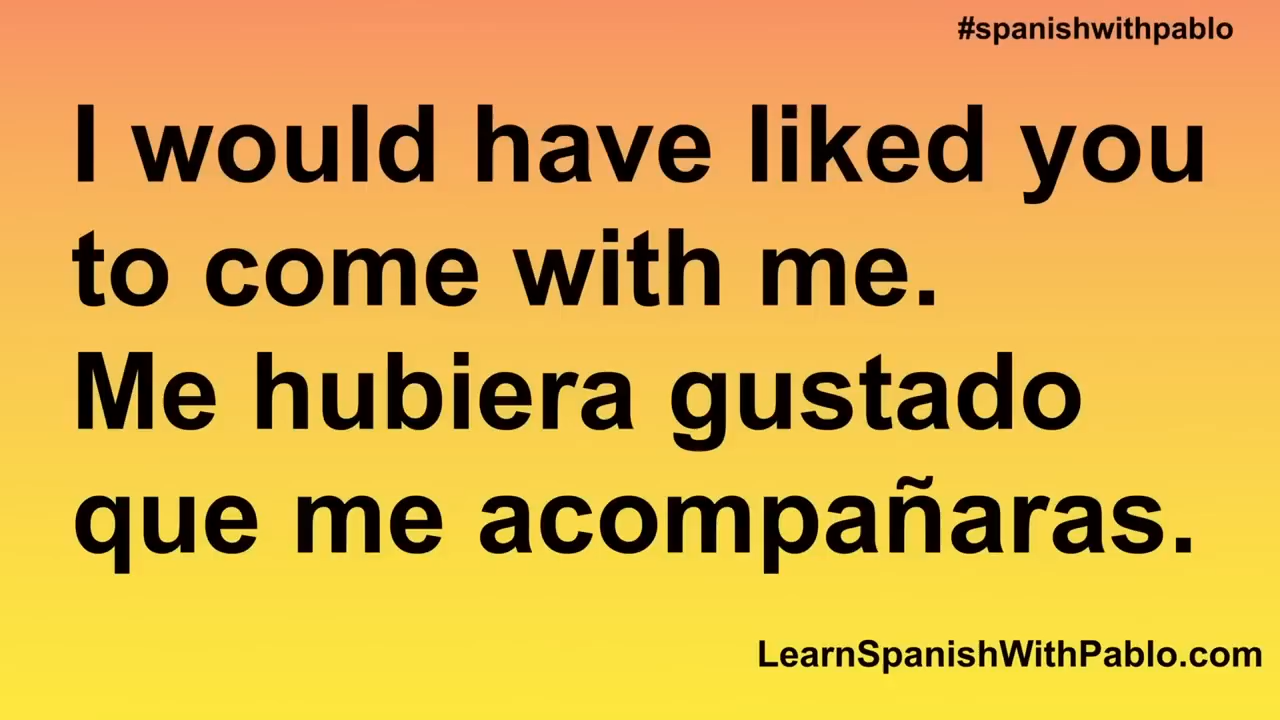 #spanishwithpablo
I would have liked you
to come with me.
Me hubiera gustado
que me acompañaras.
LearnSpanishWithPablo.com